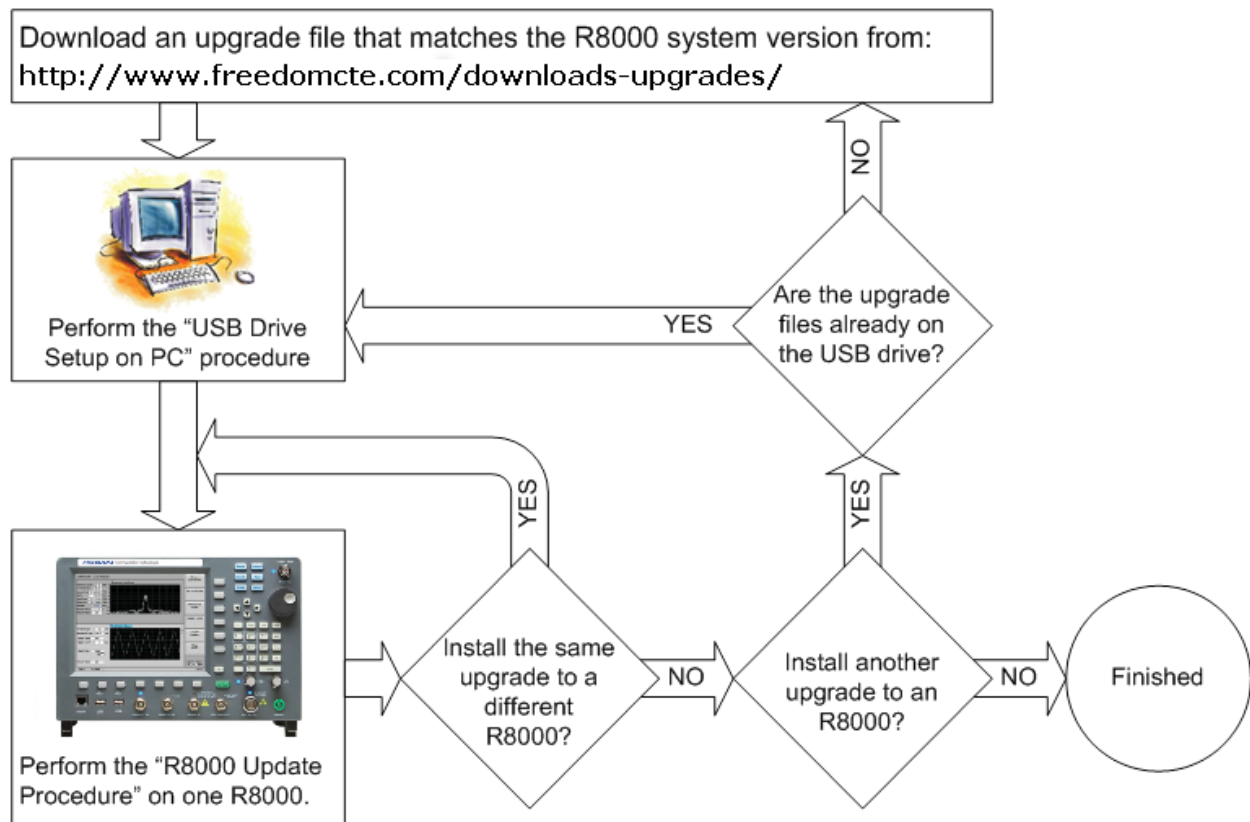 Download an upgrade file that matches the R8000 system version from:
http://www.freedomcte.com/downloads-upgrades/
Perform the “USB Drive
Setup on PC” procedure
YES
NO
Are the upgrade
files already on
the USB drive?
YES
YES
Perform the “R8000 Update
Procedure” on one R8000.
Install the same
upgrade to a
different
R8000?
NO
Install another
upgrade to an
R8000?
NO
Finished